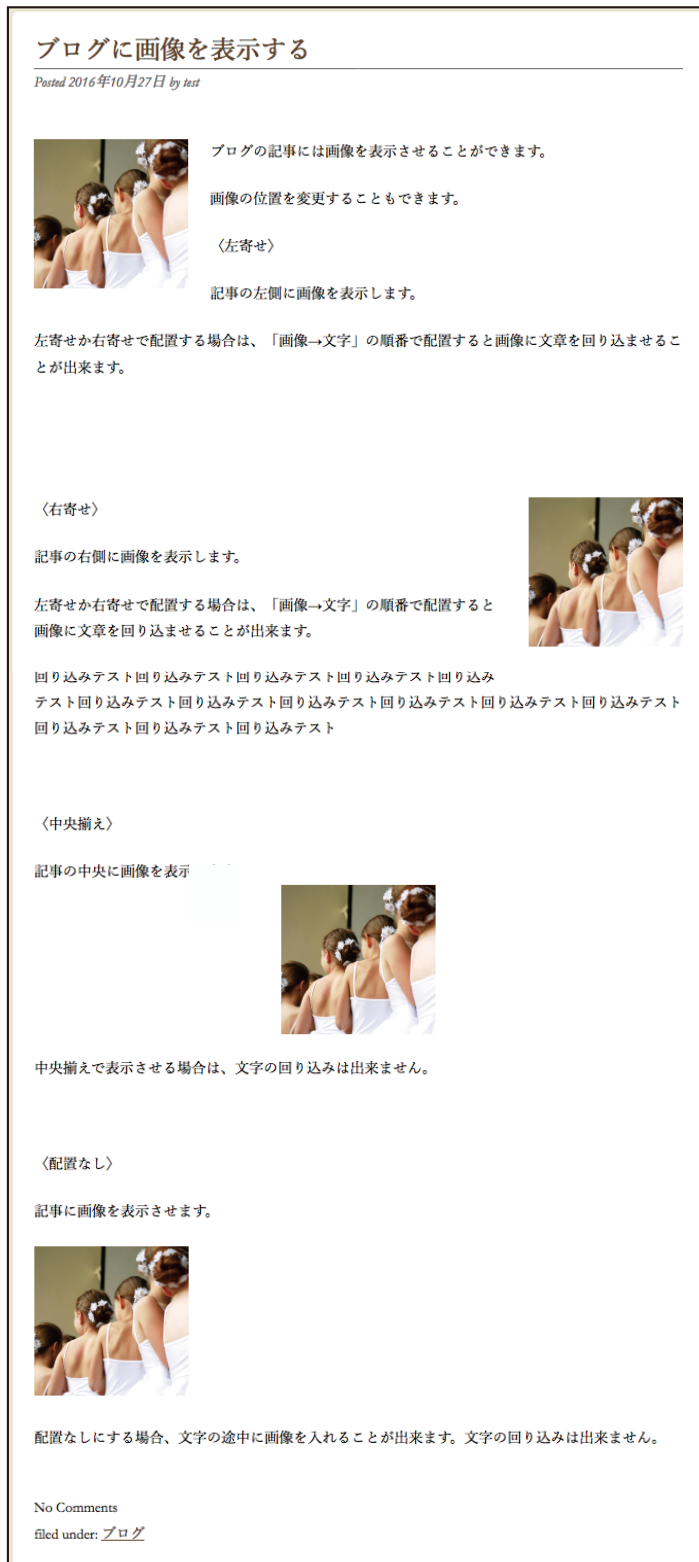 ブログに画像を表示する
Posted 2016年10月27日 by test
ブログの記事には画像を表示させることができます。
画像の位置を変更することもできます。
〈左寄せ〉
記事の左側に画像を表示します。
左寄せか右寄せで配置する場合は、「画像→文字」の順番で配置すると画像に文章を回り込ませるこ
とが出来ます。
〈右寄せ〉
記事の右側に画像を表示します。
左寄せか右寄せで配置する場合は、「画像→文字」の順番で配置すると
画像に文章を回り込ませることが出来ます。
回り込みテスト回り込みテスト回り込みテスト回り込みテスト回り込み
テスト回り込みテスト回り込みテスト回り込みテスト回り込みテスト回り込みテスト回り込みテスト
回り込みテスト回り込みテスト回り込みテスト
〈中央揃え〉
記事の中央に画像を表示
中央揃えで表示させる場合は、文字の回り込みは出来ません。
〈配置なし〉
記事に画像を表示させます。
配置なしにする場合、文字の途中に画像を入れることが出来ます。文字の回り込みは出来ません。
No Comments
filed under: ブログ